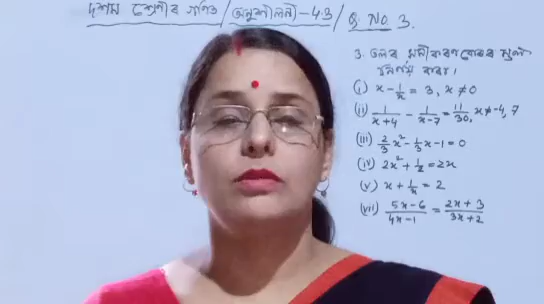 দশম শ্ৰেণীৰ গণিত / অনুশীলনী-4.3 / Q. No. 3.
3. তলৰ সমীকৰণবোৰৰ মূল
নিৰ্ণয় কৰা।
(i) x - 1/x = 3, x ≠ 0
(ii) 1/(x+4) - 1/(x-7) = 11/30, x ≠ -4, 7
(iii) 2/3 x² - 1/3 x - 1 = 0
(iv) 2x² + 1/2 = 2x
(v) x + 1/x = 2
(vii) (5x-6)/(4x-1) = (2x+3)/(3x+2)